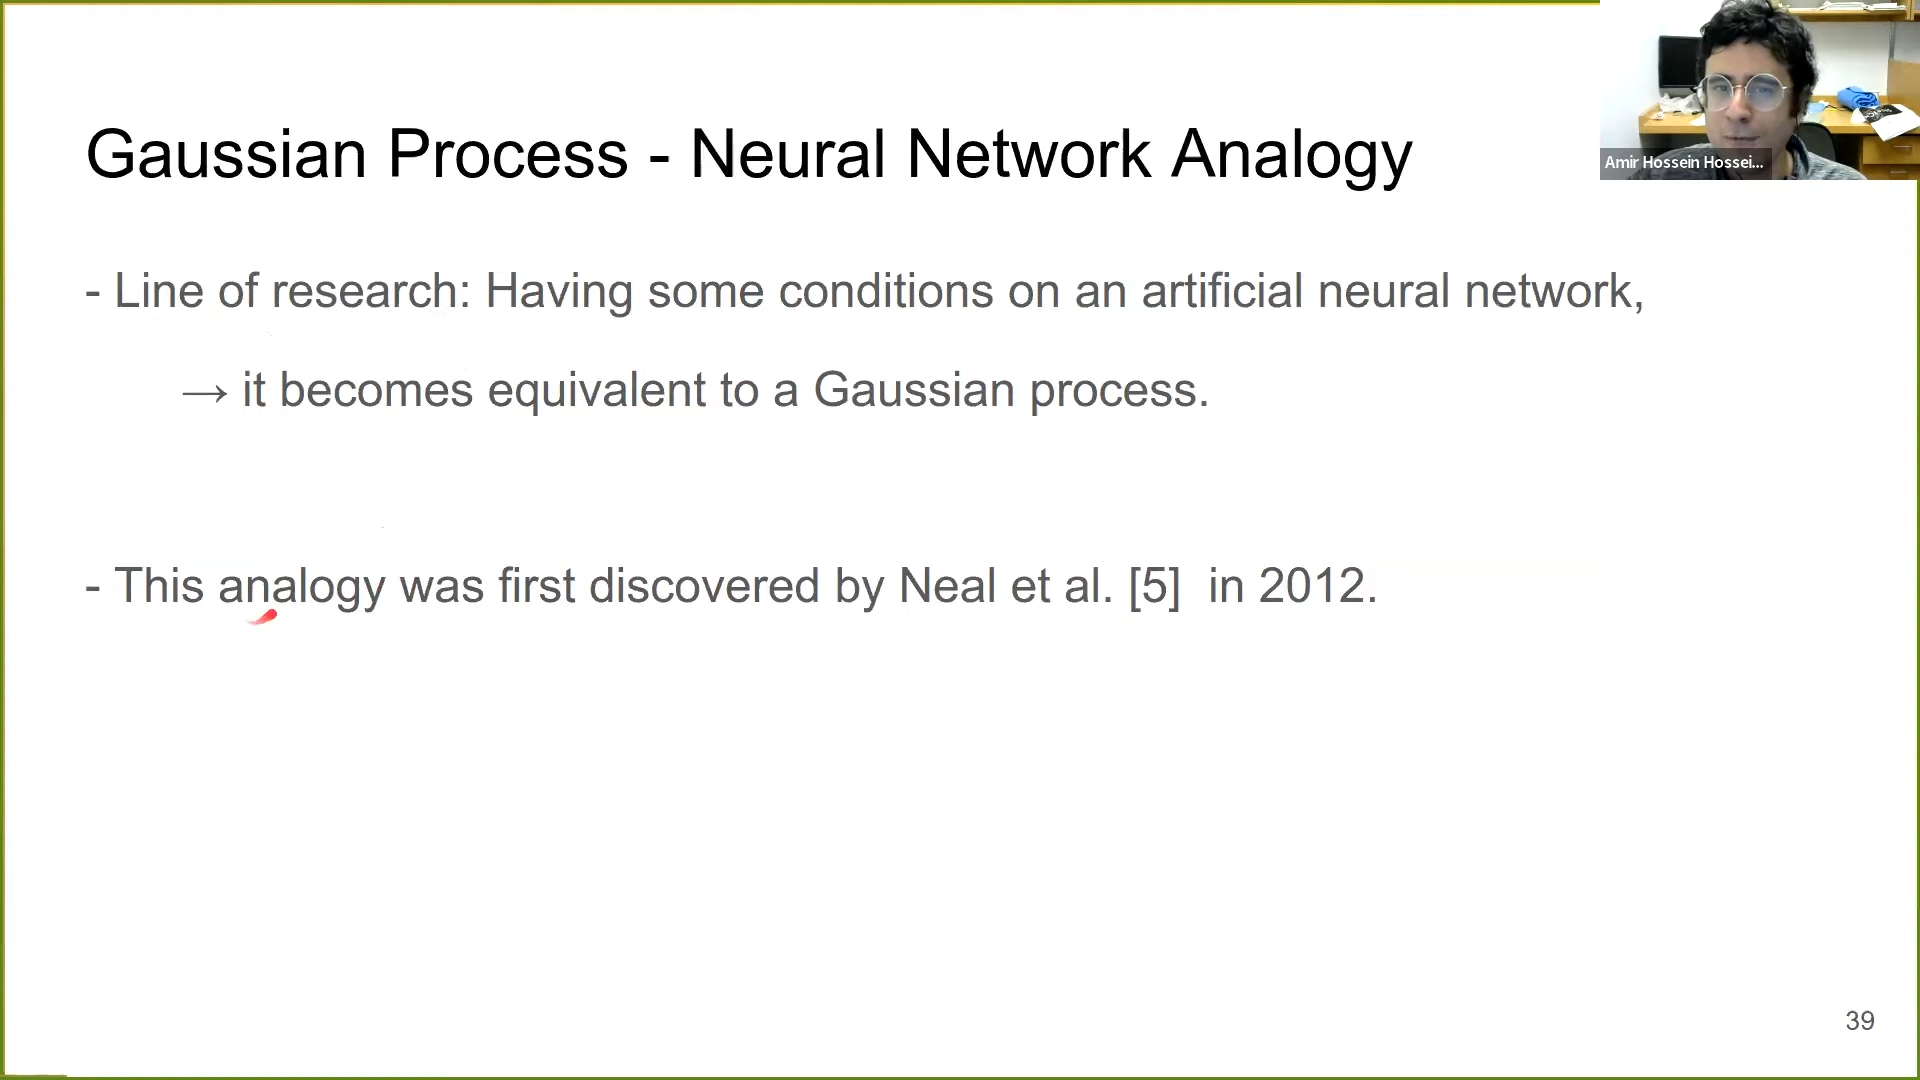 Gaussian Process - Neural Network Analogy
Amir Hossein Hossei...
- Line of research: Having some conditions on an artificial neural network,
→ it becomes equivalent to a Gaussian process.
- This analogy was first discovered by Neal et al. [5] in 2012.
39